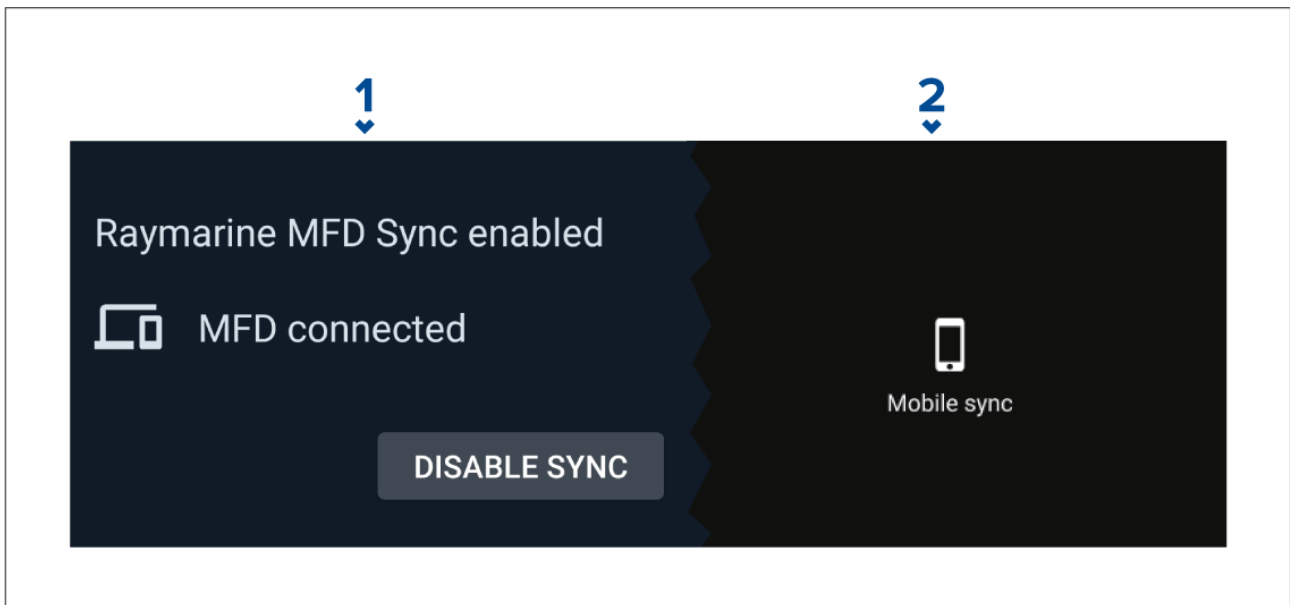 1
2
Raymarine MFD Sync enabled
MFD connected
Mobile sync
DISABLE SYNC